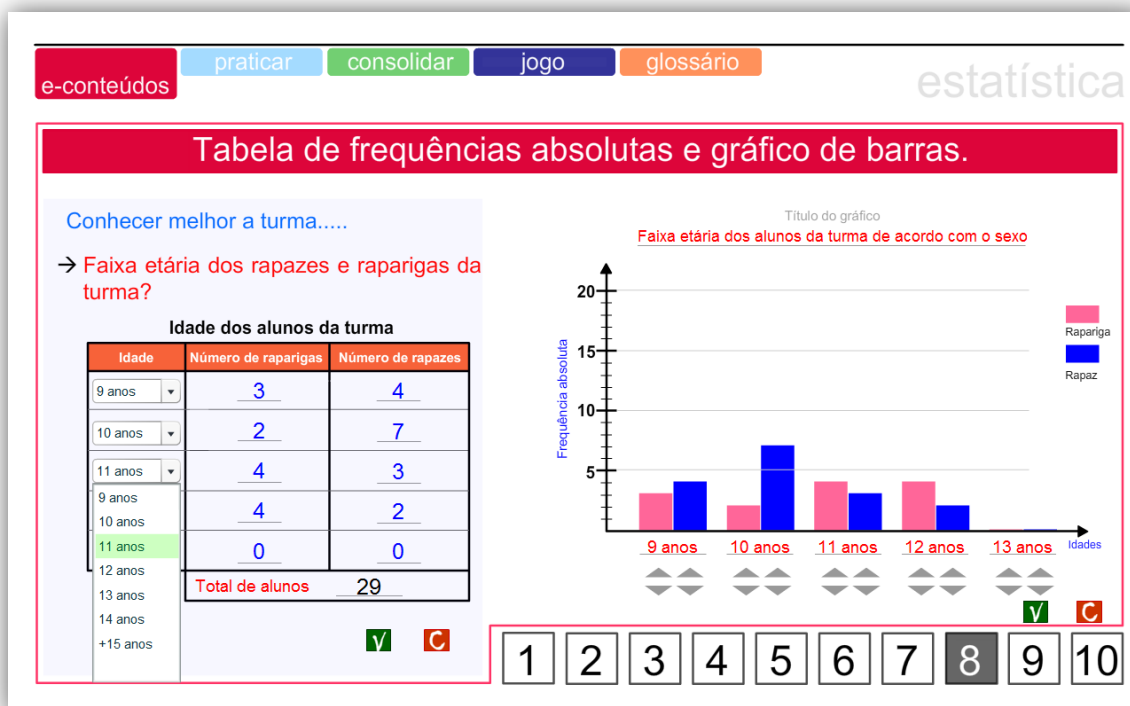 e-conteúdos
praticar
consolidar
jogo
glossário
estatística
Tabela de frequências absolutas e gráfico de barras.
Conhecer melhor a turma.....
→ Faixa etária dos rapazes e raparigas da
turma?
Idade dos alunos da turma
Idade Número de raparigas Número de rapazes
9 anos 3 4
10 anos 2 7
11 anos 4 3
4 2
0 0
9 anos
10 anos
11 anos
12 anos
13 anos
14 anos
+15 anos
Total de alunos 29
V C
Título do gráfico
Faixa etária dos alunos da turma de acordo com o sexo
Frequência absoluta
20
15
10
5
9 anos 10 anos 11 anos 12 anos 13 anos Idades
Rapariga
Rapaz
V C
1 2 3 4 5 6 7 8 9 10